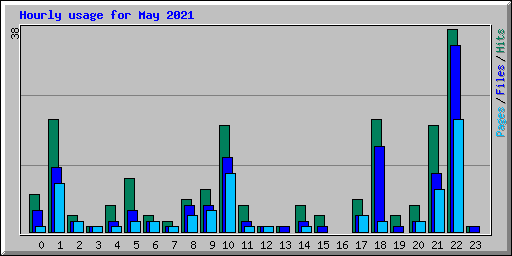 Hourly usage for May 2021
38
Pages / Files / Hits
0 1 2 3 4 5 6 7 8 9 10 11 12 13 14 15 16 17 18 19 20 21 22 23